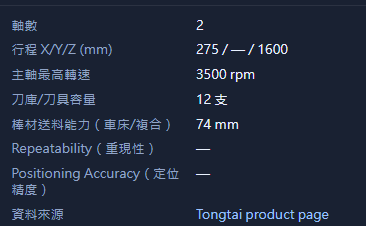 軸數 2
行程 X/Y/Z (mm) 275 / — / 1600
主軸最高轉速 3500 rpm
刀庫/刀具容量 12 支
棒材送料能力（車床/複合） 74 mm
Repeatability（重現性） —
Positioning Accuracy（定位 —
精度）
資料來源 Tongtai product page